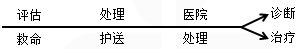 评估 处理 医院 诊断
救命 护送 处理 治疗